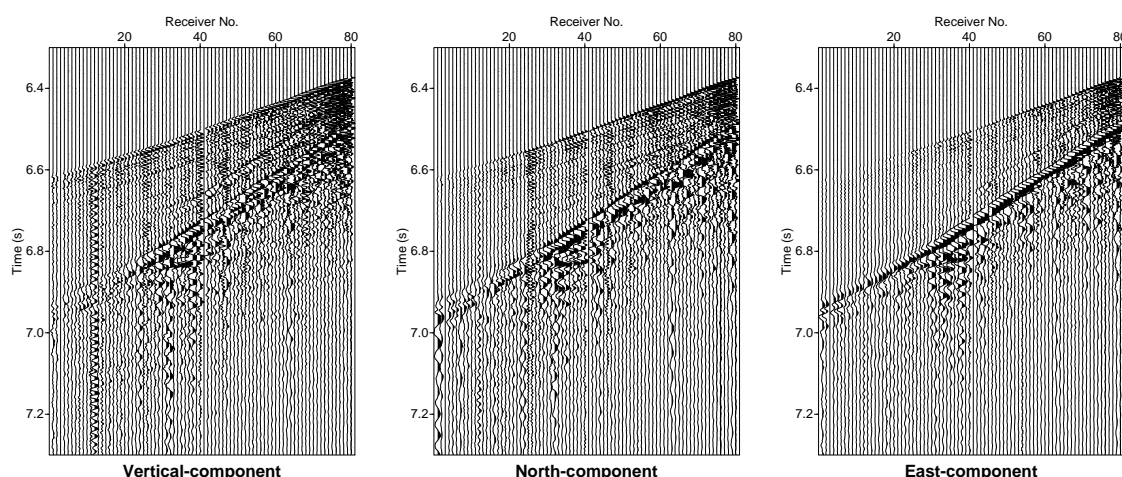 Receiver No.
20 40 60 80
6.4
6.6
6.8
7.0
7.2
Time (s)
Vertical-component
Receiver No.
20 40 60 80
6.4
6.6
6.8
7.0
7.2
Time (s)
North-component
Receiver No.
20 40 60 80
6.4
6.6
6.8
7.0
7.2
Time (s)
East-component